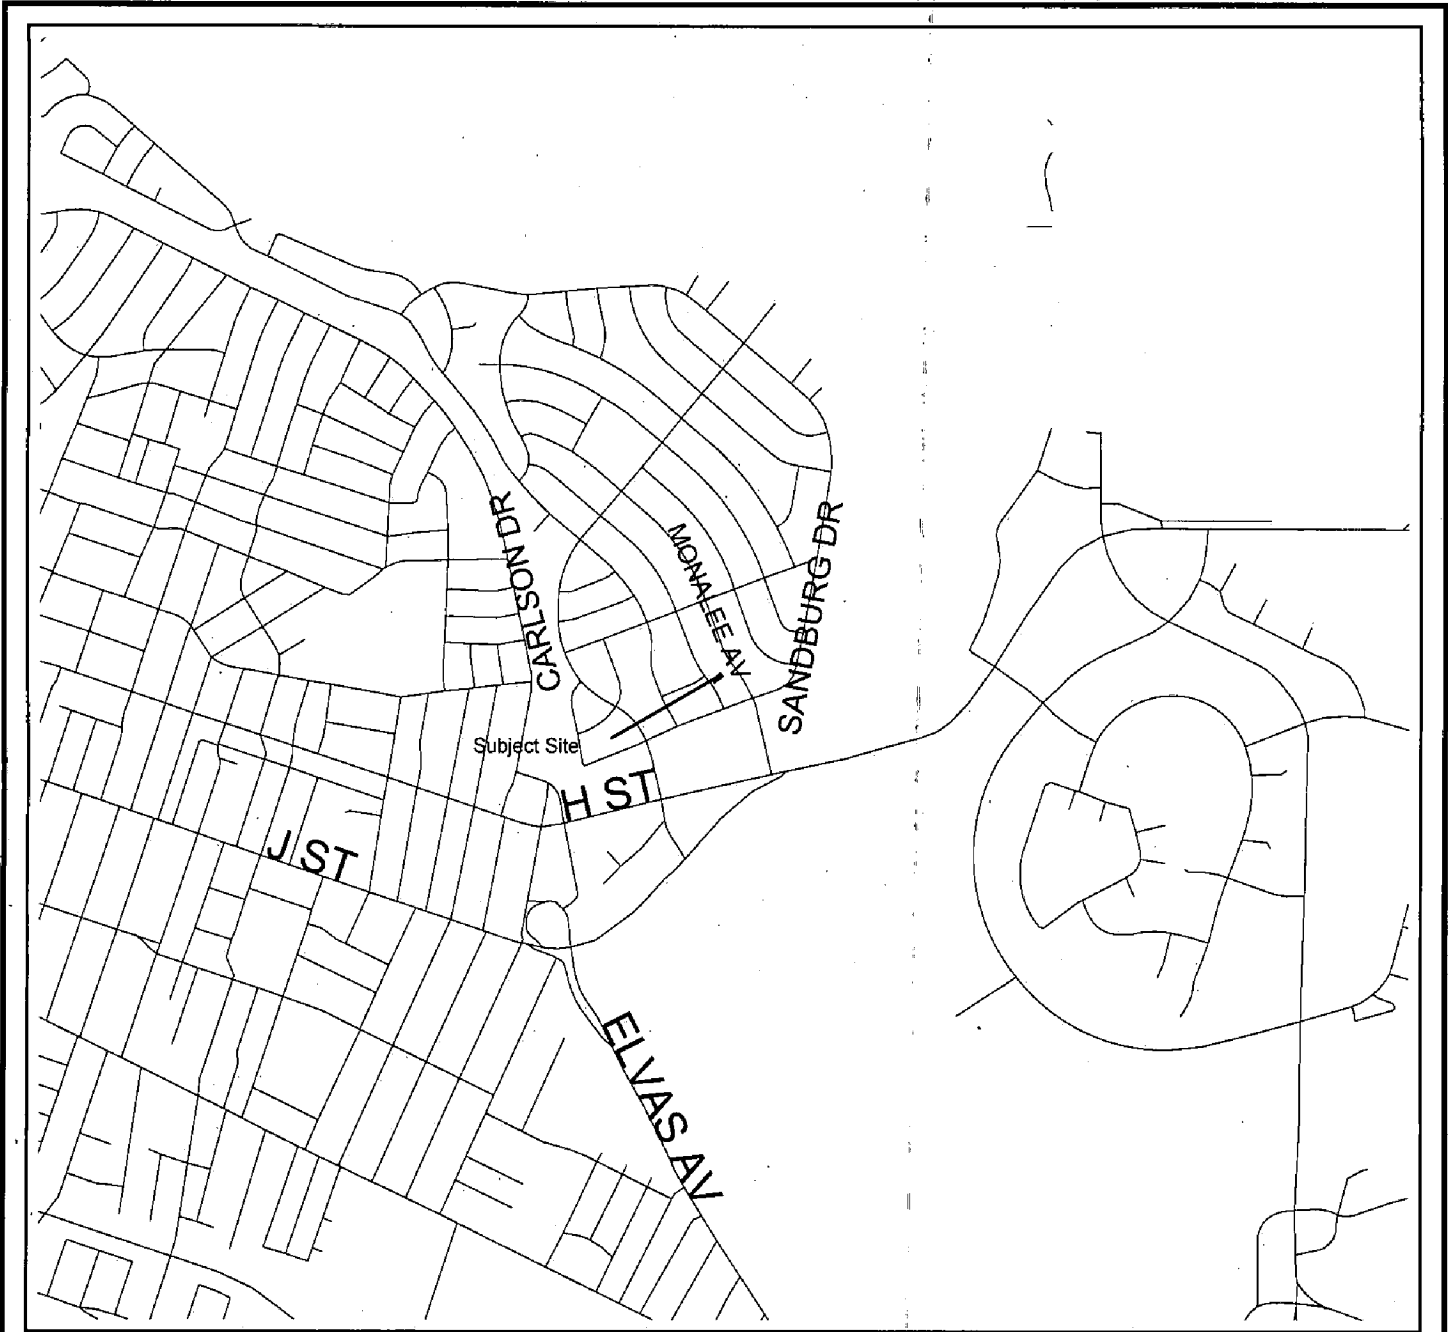 CARLSON DR
MONALEE AV
SANDBURG DR
Subject Site
H ST
J ST
ELVAS AV